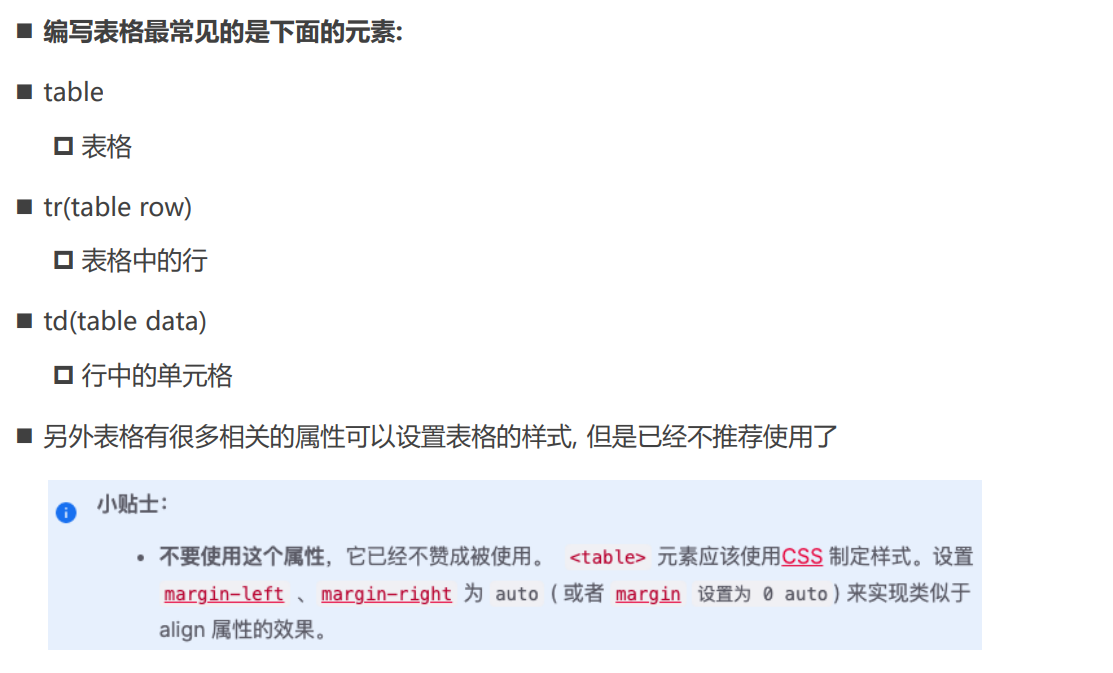 编写表格最常见的是下面的元素:
table
表格
tr(table row)
表格中的行
td(table data)
行中的单元格
另外表格有很多相关的属性可以设置表格的样式, 但是已经不推荐使用了
小贴士：
不要使用这个属性，它已经不赞成被使用。 <table> 元素应该使用CSS 制定样式。设置
margin-left 、margin-right 为 auto ( 或者 margin 设置为 0 auto ) 来实现类似于
align 属性的效果。